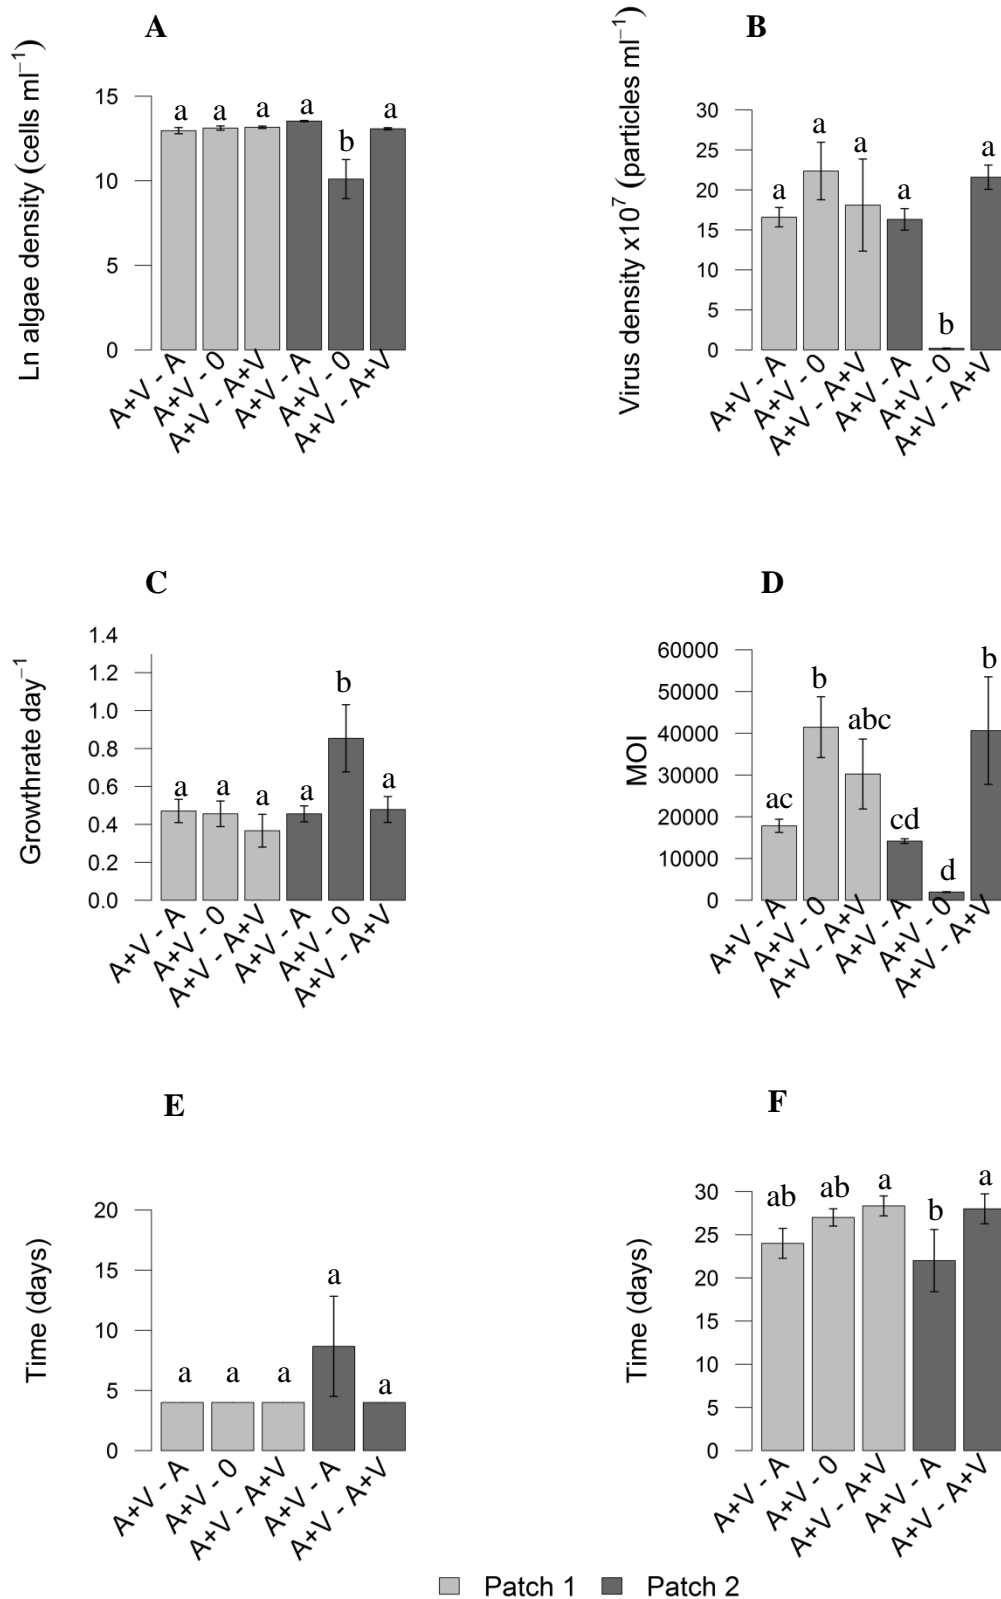 A
Ln algae density (cells ml⁻¹)
15
10
5
0
a a a a b a
A+V - A
A+V - 0
A+V - A+V
A+V - A
A+V - 0
A+V - A+V
B
Virus density x10⁷ (particles ml⁻¹)
30
25
20
15
10
5
0
a a a a b a
A+V - A
A+V - 0
A+V - A+V
A+V - A
A+V - 0
A+V - A+V
C
Growthrate day⁻¹
1.4
1.2
1.0
0.8
0.6
0.4
0.2
0.0
a a a a b a
A+V - A
A+V - 0
A+V - A+V
A+V - A
A+V - 0
A+V - A+V
D
MOI
60000
50000
40000
30000
20000
10000
0
ac b abc cd d b
A+V - A
A+V - 0
A+V - A+V
A+V - A
A+V - 0
A+V - A+V
E
Time (days)
20
15
10
5
0
a a a a a
A+V - A
A+V - 0
A+V - A+V
A+V - A
A+V - A+V
F
Time (days)
30
25
20
15
10
5
0
ab ab a b a
A+V - A
A+V - 0
A+V - A+V
A+V - A
A+V - A+V
Patch 1 Patch 2